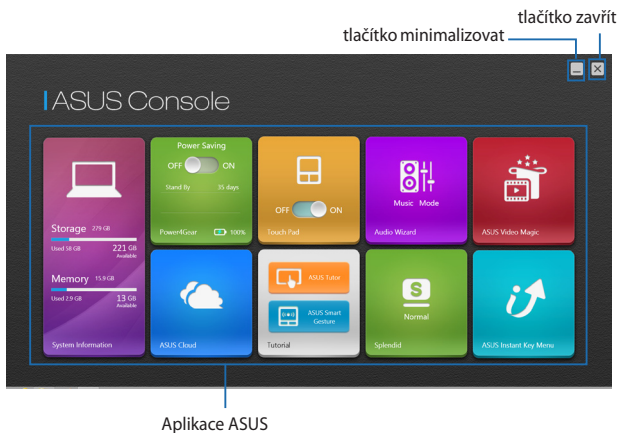 tlačítko zavřít
tlačítko minimalizovat
ASUS Console
Storage 279 GB
Used 58 GB
221 GB
Available
Memory 15.9 GB
Used 2.9 GB
13 GB
Available
System Information
Power Saving
OFF ON
Stand By 35 days
Power4Gear 100%
OFF ON
Touch Pad
Music Mode
Audio Wizard
ASUS Video Magic
ASUS Cloud
ASUS Tutor
ASUS Smart
Gesture
Tutorial
S
Normal
Splendid
ASUS Instant Key Menu
Aplikace ASUS